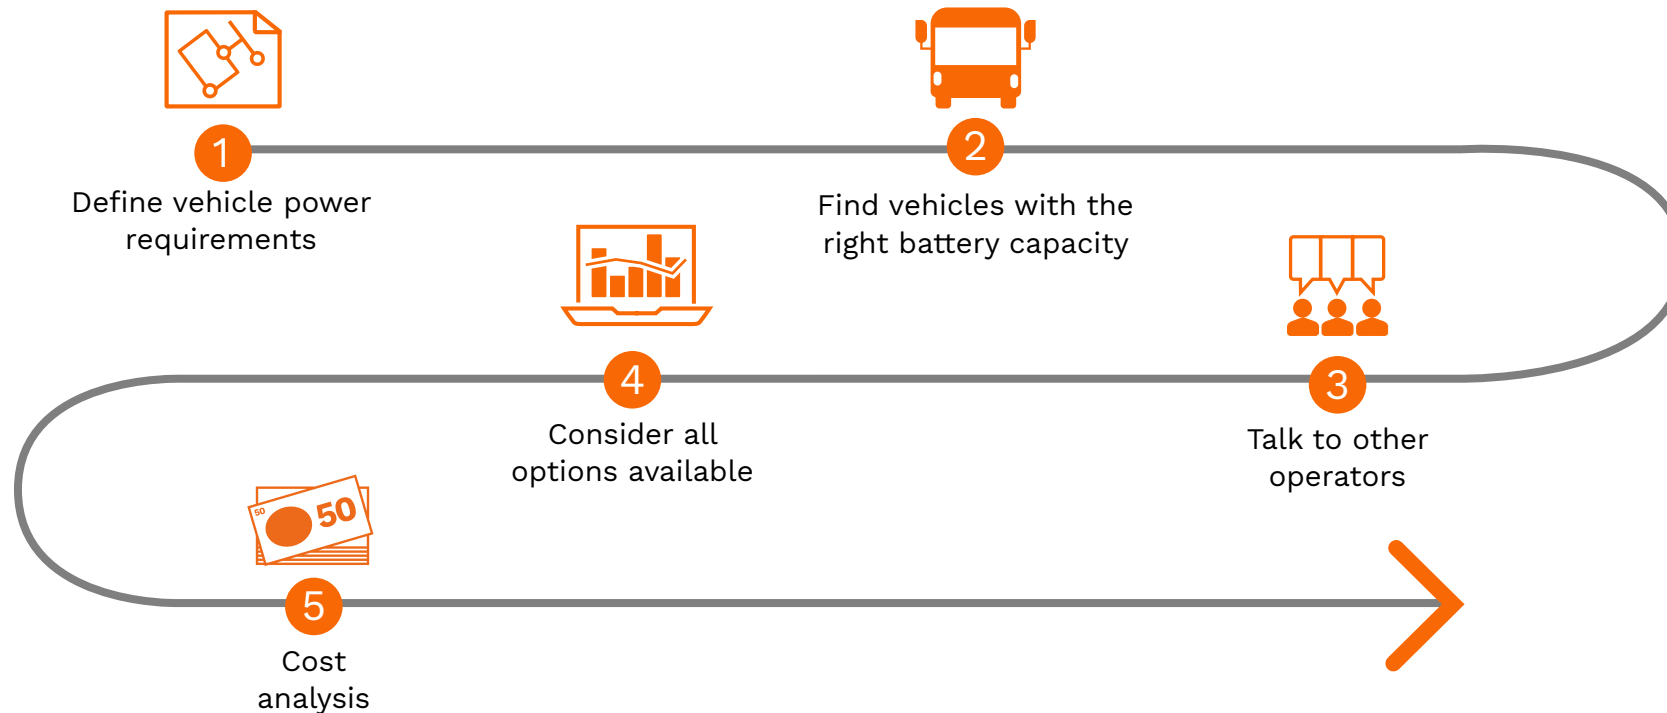 1
Define vehicle power
requirements
2
Find vehicles with the
right battery capacity
3
Talk to other
operators
4
Consider all
options available
50
50
5
Cost
analysis